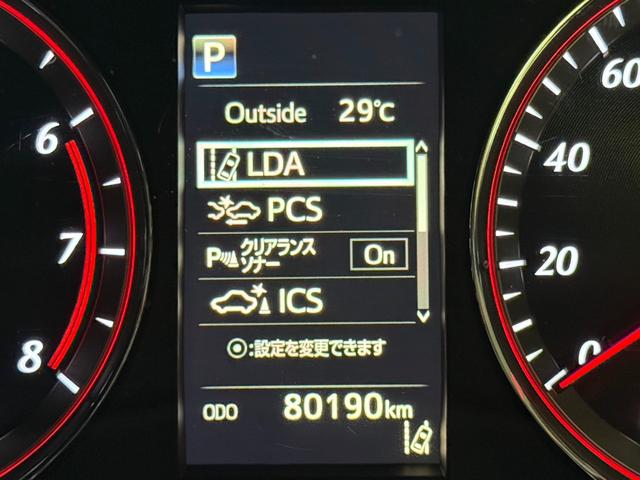 P
Outside 29℃
LDA
PCS
P クリアランス
ソナー On
ICS
⦿:設定を変更できます
ODO 80190km
6
7
8
60
40
20
0